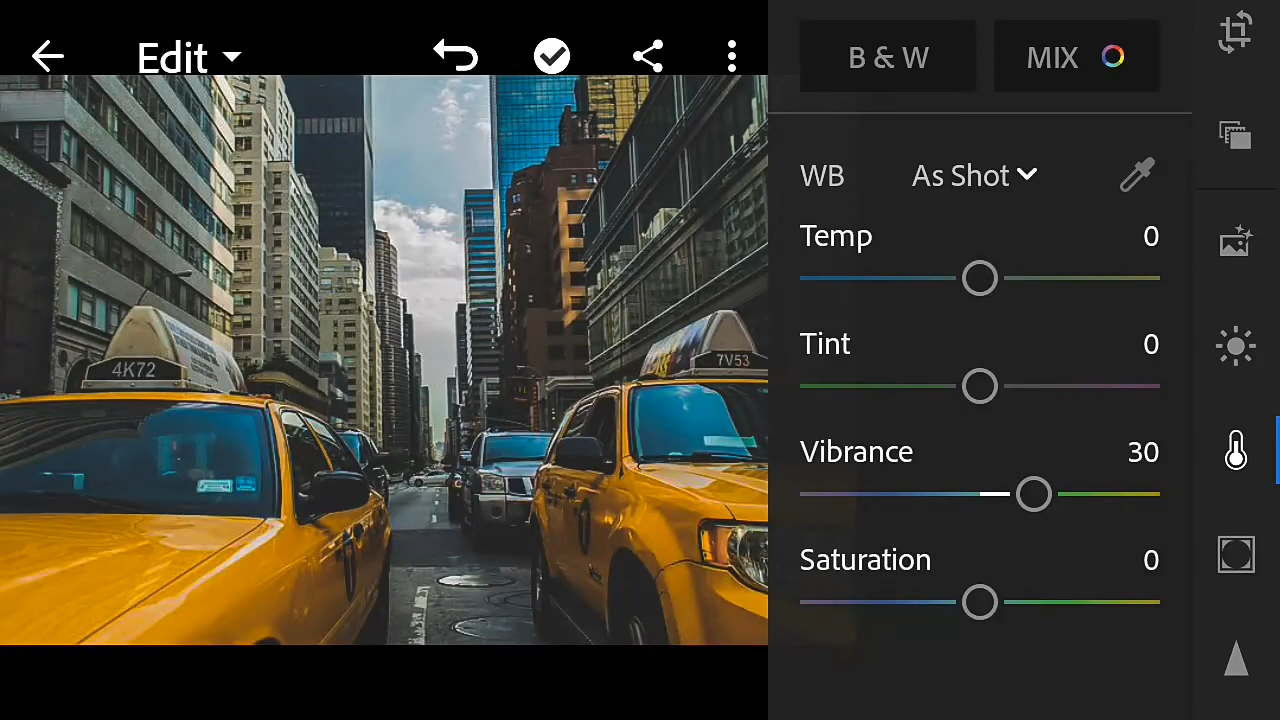 Edit
B & W
MIX
WB
As Shot
Temp
0
Tint
0
Vibrance
30
Saturation
0
4K72
7V53